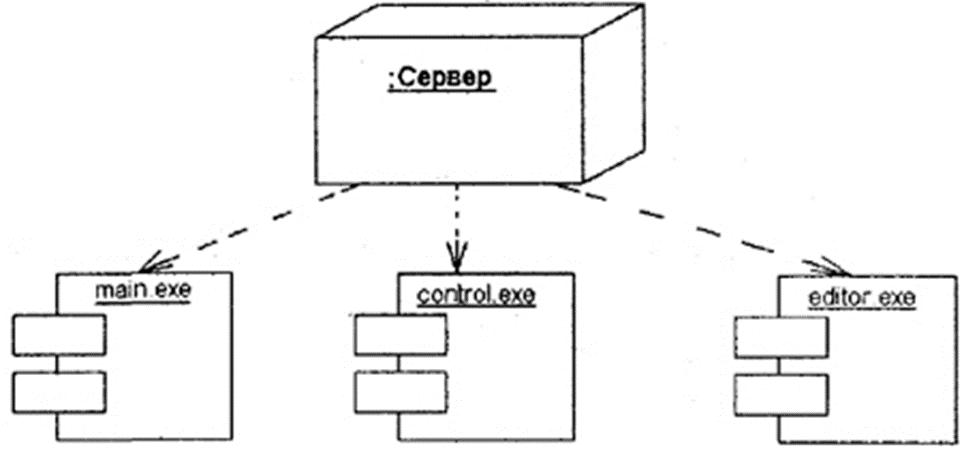 :Сервер
main.exe
control.exe
editor.exe